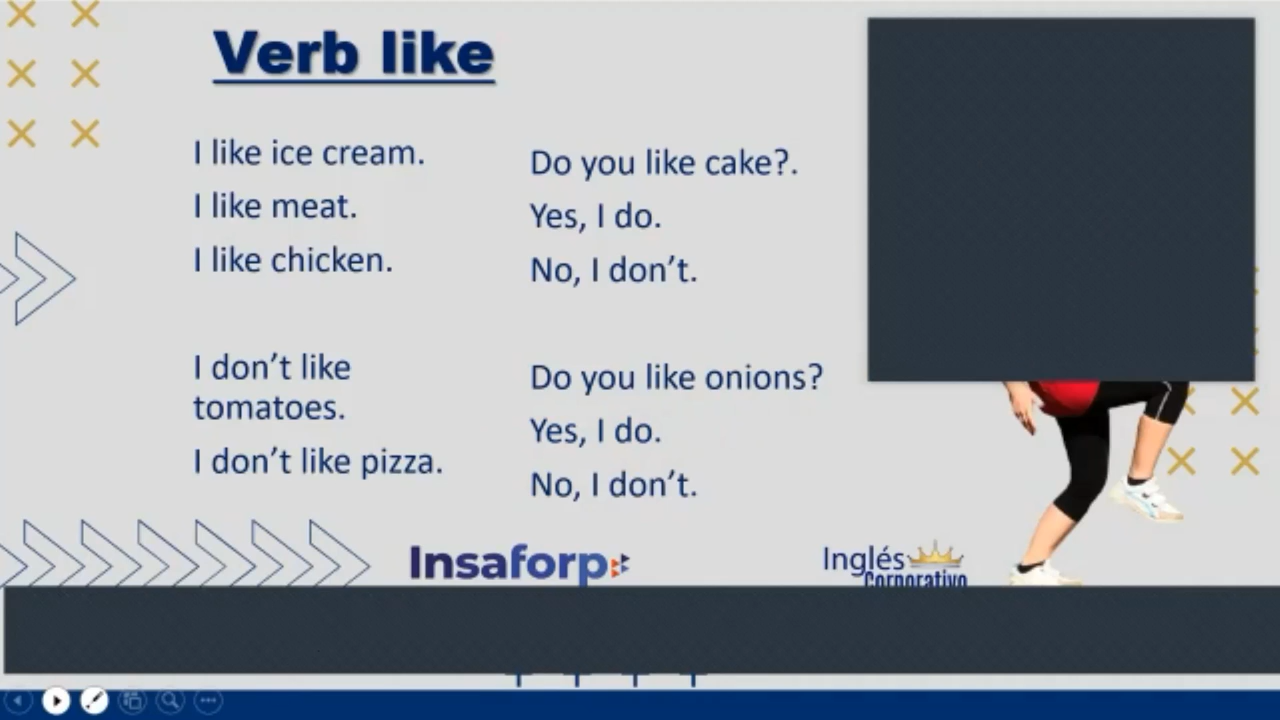 Verb like
I like ice cream.
I like meat.
I like chicken.
I don’t like
tomatoes.
I don’t like pizza.
Do you like cake?.
Yes, I do.
No, I don’t.
Do you like onions?
Yes, I do.
No, I don’t.
Insaforp
Inglés
Corporativo